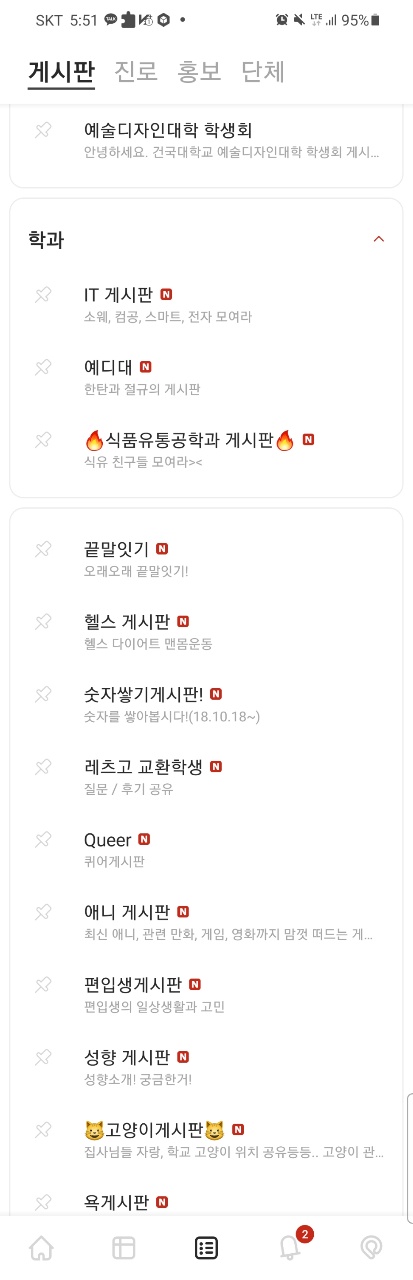 SKT 5:51 LTE 95%
게시판 진로 홍보 단체
예술디자인대학 학생회
안녕하세요. 건국대학교 예술디자인대학 학생회 게시...
학과
IT 게시판 N
소웨, 컴공, 스마트, 전자 모여라
예디대 N
한탄과 절규의 게시판
🔥식품유통공학과 게시판🔥 N
식유 친구들 모여라><
끝말잇기 N
오래오래 끝말잇기!
헬스 게시판 N
헬스 다이어트 맨몸운동
숫자쌓기게시판! N
숫자를 쌓아봅시다!(18.10.18~)
레츠고 교환학생 N
질문 / 후기 공유
Queer N
퀴어게시판
애니 게시판 N
최신 애니, 관련 만화, 게임, 영화까지 맘껏 떠드는 게...
편입생게시판 N
편입생의 일상생활과 고민
성향 게시판 N
성향소개! 궁금한거!
😺고양이게시판😺 N
집사님들 자랑, 학교 고양이 위치 공유등등.. 고양이 관...
욕게시판 N
2